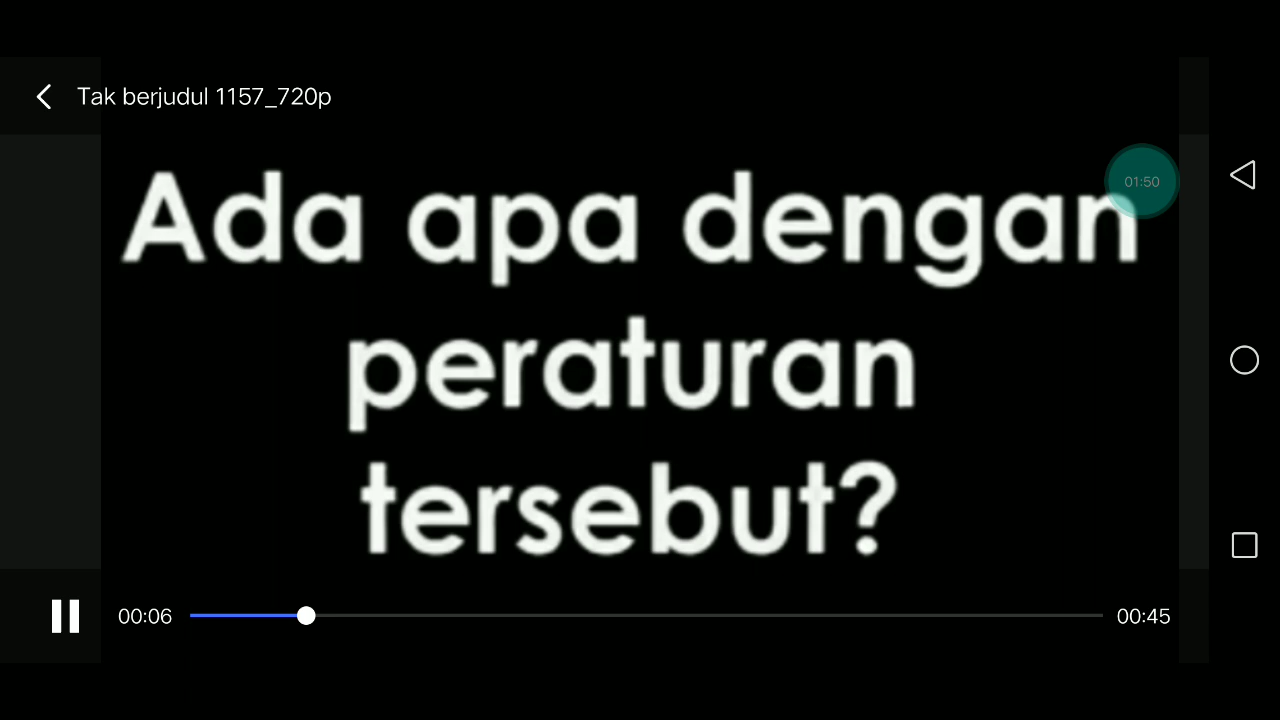 Tak berjudul 1157_720p
01:50
Ada apa dengan
peraturan
tersebut?
00:06
00:45